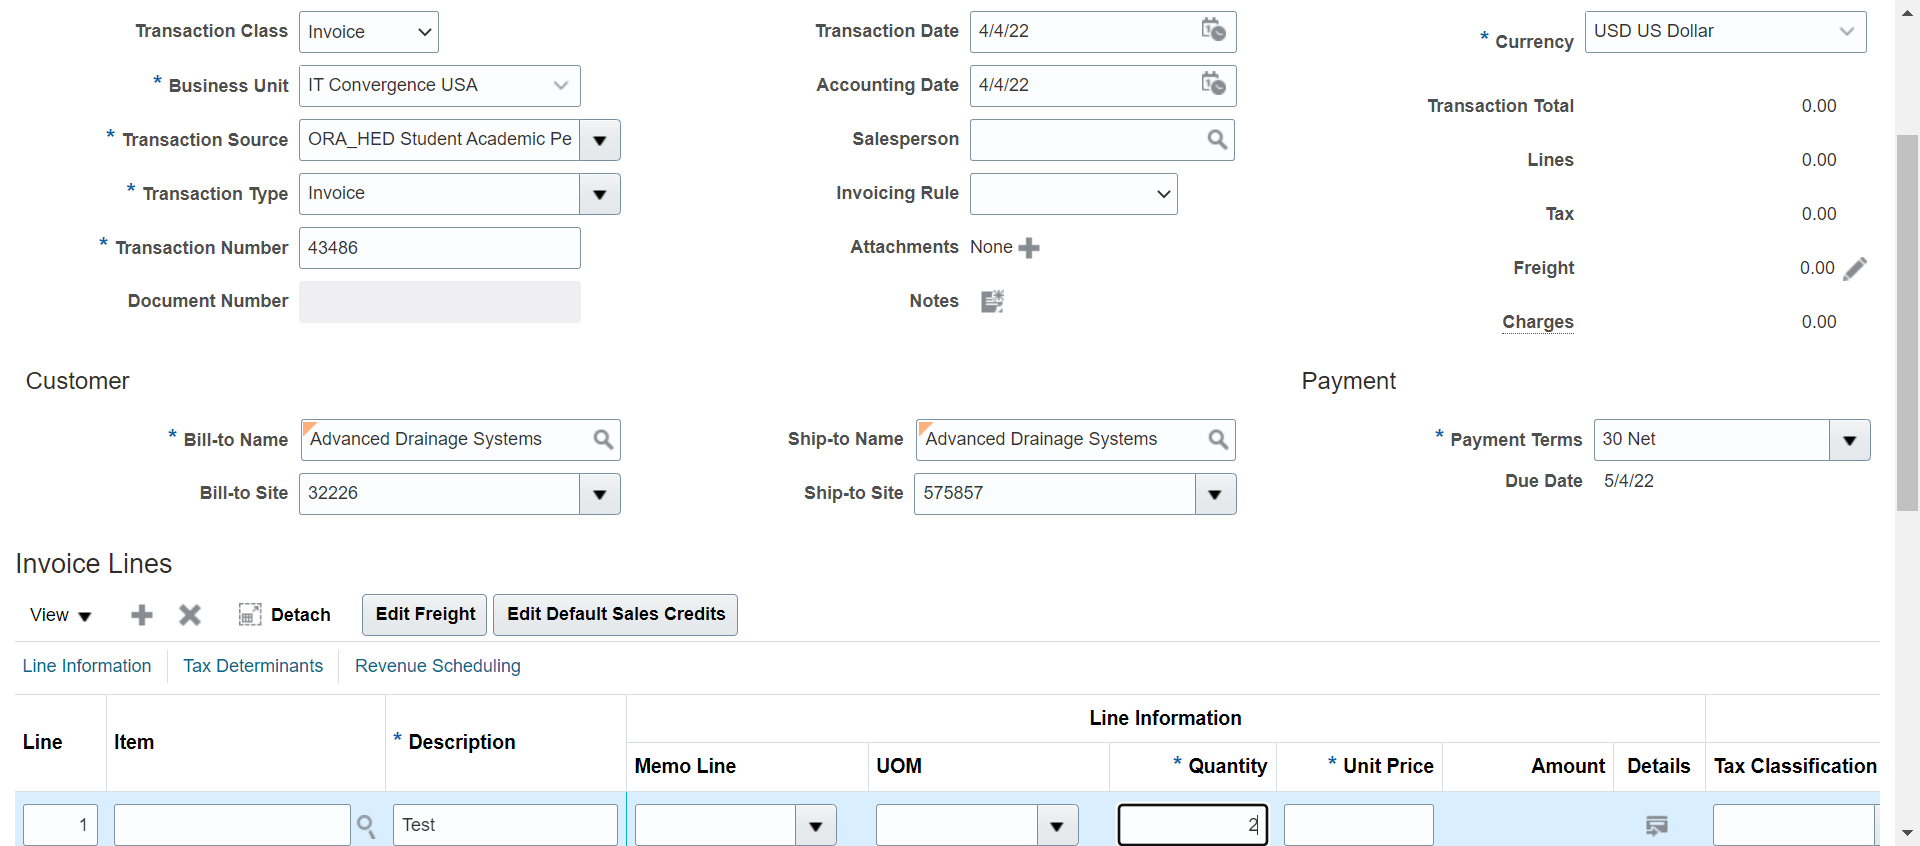 Transaction Class Invoice
* Business Unit IT Convergence USA
* Transaction Source ORA_HED Student Academic Pe
* Transaction Type Invoice
* Transaction Number 43486
Document Number
Transaction Date 4/4/22
Accounting Date 4/4/22
Salesperson
Invoicing Rule
Attachments None
Notes
* Currency USD US Dollar
Transaction Total 0.00
Lines 0.00
Tax 0.00
Freight 0.00
Charges 0.00
Customer
* Bill-to Name Advanced Drainage Systems
Bill-to Site 32226
Ship-to Name Advanced Drainage Systems
Ship-to Site 575857
Payment
* Payment Terms 30 Net
Due Date 5/4/22
Invoice Lines
View Detach Edit Freight Edit Default Sales Credits
Line Information Tax Determinants Revenue Scheduling
Line Information
Line Item * Description Memo Line UOM * Quantity * Unit Price Amount Details Tax Classification
1 Test 2